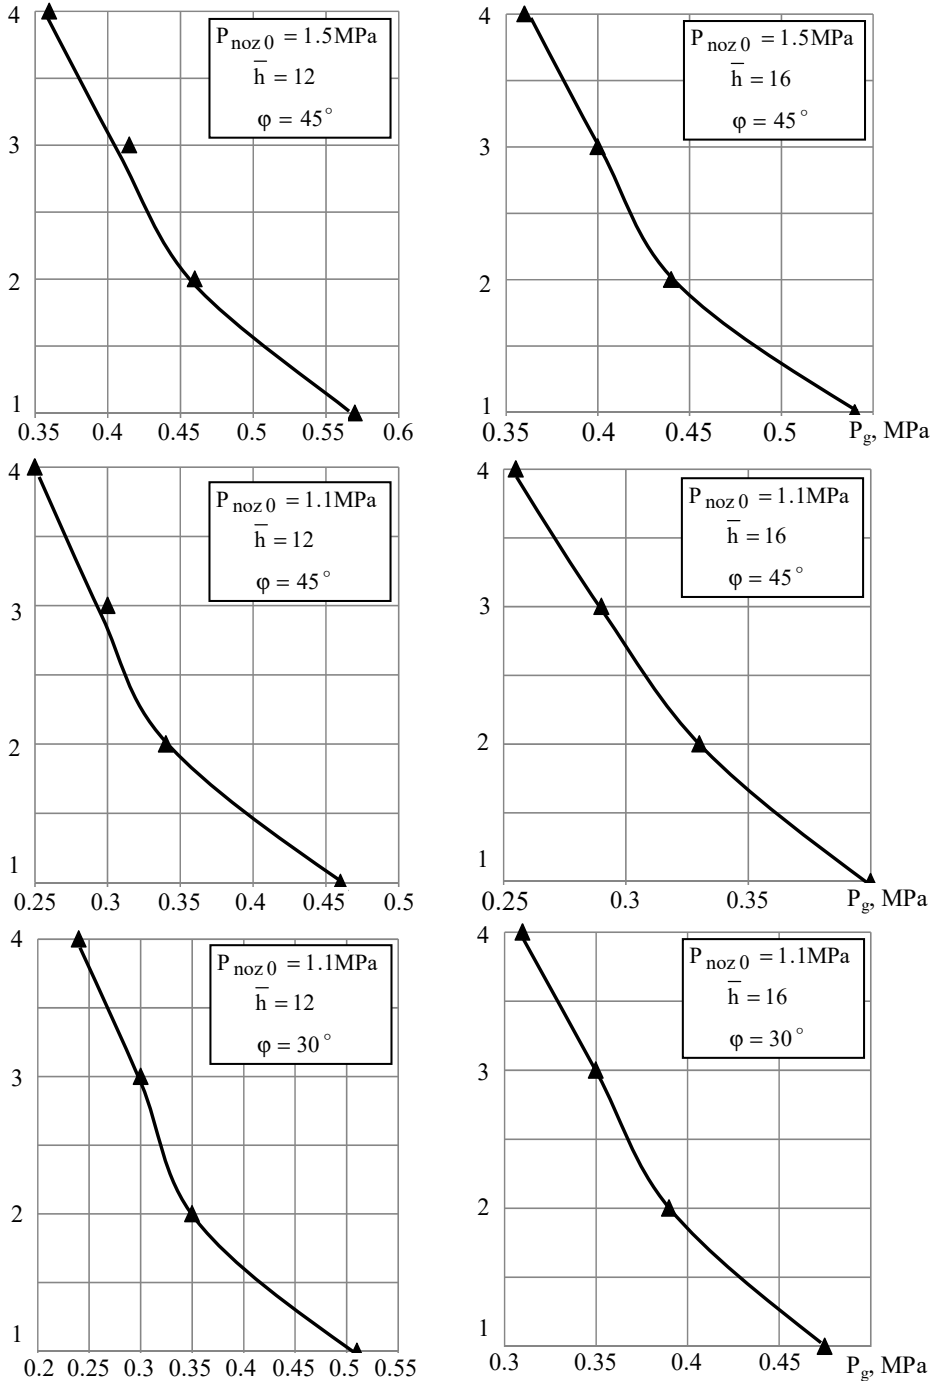 4
3
2
1
0.35 0.4 0.45 0.5 0.55 0.6
P noz 0 = 1.5MPa
h̅ = 12
φ = 45°
4
3
2
1
0.35 0.4 0.45 0.5 Pg, MPa
P noz 0 = 1.5MPa
h̅ = 16
φ = 45°
4
3
2
1
0.25 0.3 0.35 0.4 0.45 0.5
P noz 0 = 1.1MPa
h̅ = 12
φ = 45°
4
3
2
1
0.25 0.3 0.35 Pg, MPa
P noz 0 = 1.1MPa
h̅ = 16
φ = 45°
4
3
2
1
0.2 0.25 0.3 0.35 0.4 0.45 0.5 0.55
P noz 0 = 1.1MPa
h̅ = 12
φ = 30°
4
3
2
1
0.3 0.35 0.4 0.45 Pg, MPa
P noz 0 = 1.1MPa
h̅ = 16
φ = 30°